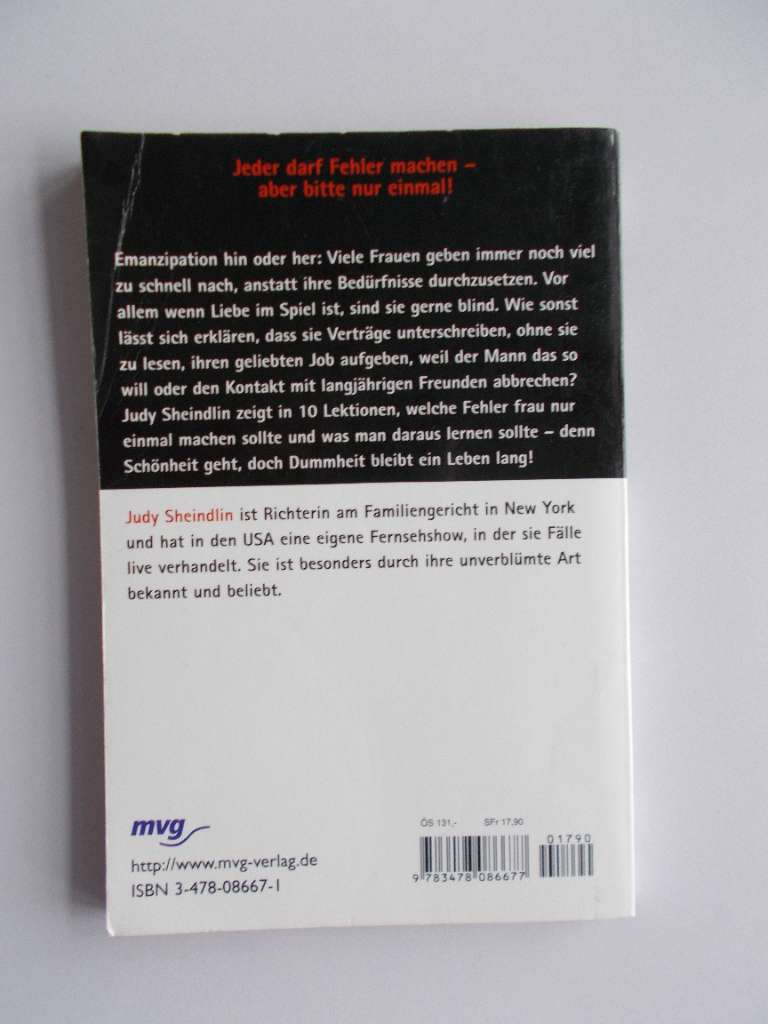 Jeder darf Fehler machen –
aber bitte nur einmal!
Emanzipation hin oder her: Viele Frauen geben immer noch viel
zu schnell nach, anstatt ihre Bedürfnisse durchzusetzen. Vor
allem wenn Liebe im Spiel ist, sind sie gerne blind. Wie sonst
lässt sich erklären, dass sie Verträge unterschreiben, ohne sie
zu lesen, ihren geliebten Job aufgeben, weil der Mann das so
will oder den Kontakt mit langjährigen Freunden abbrechen?
Judy Sheindlin zeigt in 10 Lektionen, welche Fehler frau nur
einmal machen sollte und was man daraus lernen sollte – denn
Schönheit geht, doch Dummheit bleibt ein Leben lang!
Judy Sheindlin ist Richterin am Familiengericht in New York
und hat in den USA eine eigene Fernsehshow, in der sie Fälle
live verhandelt. Sie ist besonders durch ihre unverblümte Art
bekannt und beliebt.
mvg
http://www.mvg-verlag.de
ISBN 3-478-08667-1
ÖS 131,- SFr 17,90
01790
9 783478 086677